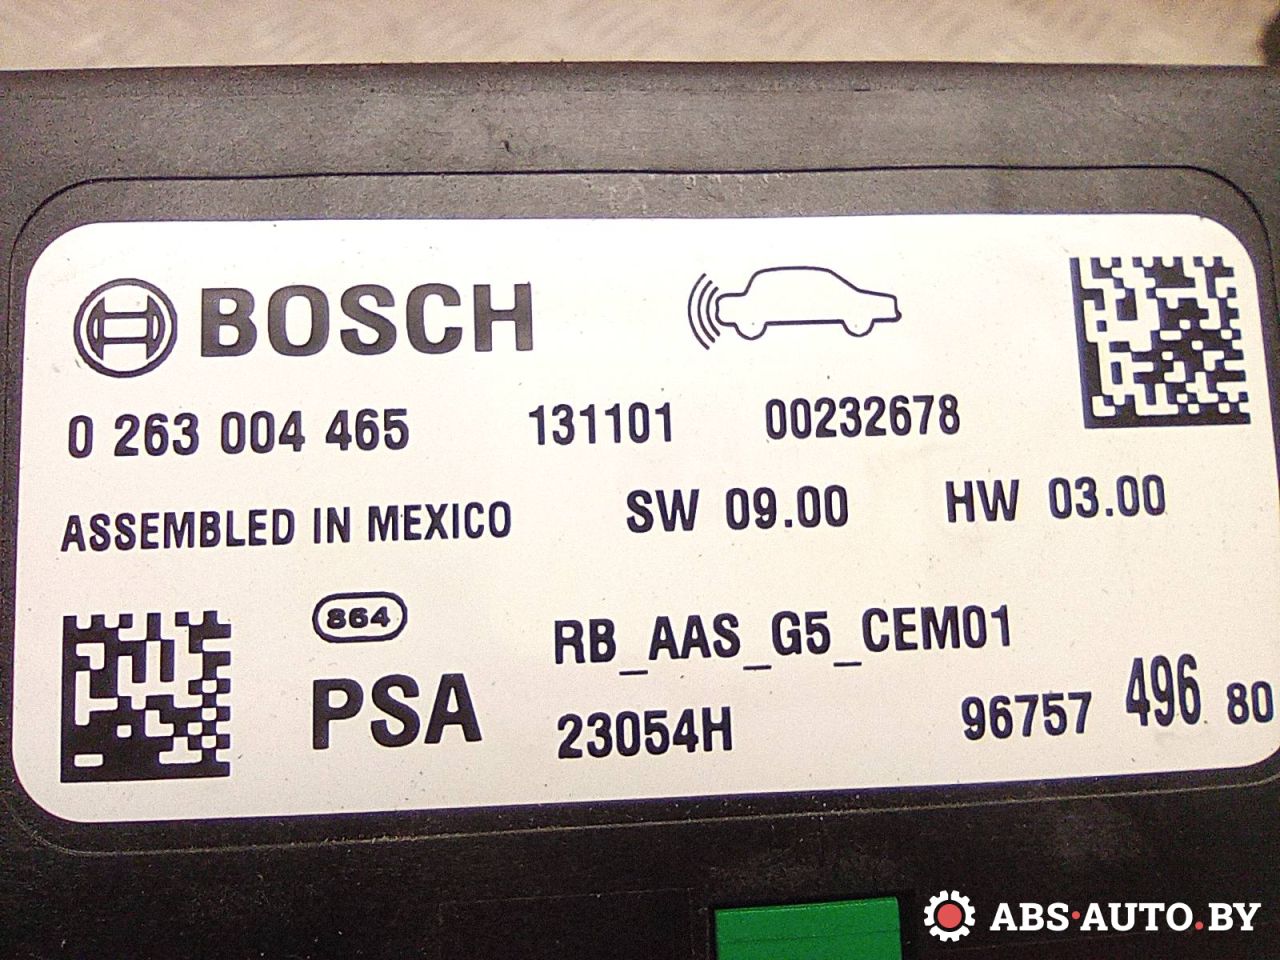 BOSCH
0 263 004 465 131101 00232678
ASSEMBLED IN MEXICO SW 09.00 HW 03.00
864 RB_AAS_G5_CEM01
PSA 23054H 96757 496 80
ABS·AUTO.BY